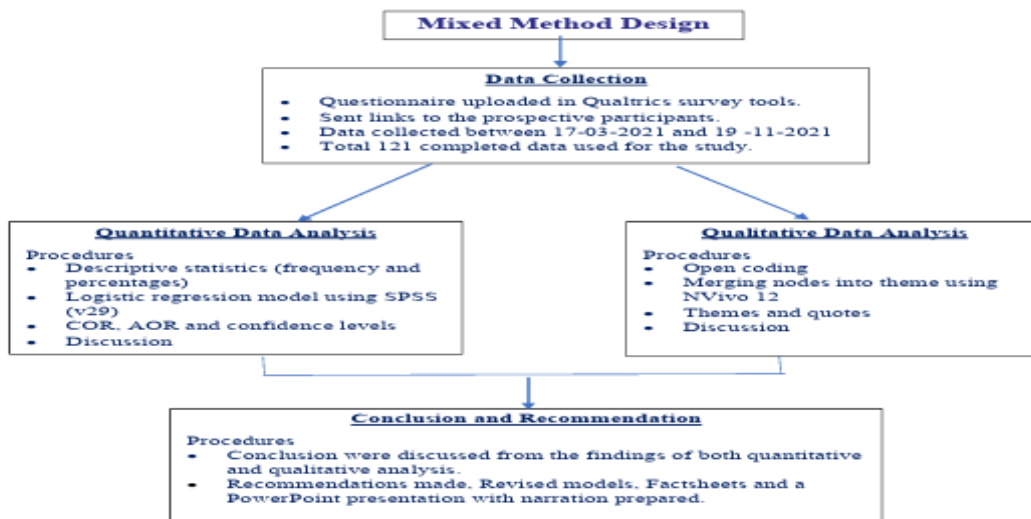 Mixed Method Design
Data Collection
• Questionnaire uploaded in Qualtrics survey tools.
• Sent links to the prospective participants.
• Data collected between 17-03-2021 and 19 -11-2021
• Total 121 completed data used for the study.
Quantitative Data Analysis
Procedures
• Descriptive statistics (frequency and
percentages)
• Logistic regression model using SPSS
(v29)
• COR, AOR and confidence levels
• Discussion
Qualitative Data Analysis
Procedures
• Open coding
• Merging nodes into theme using
NVivo 12
• Themes and quotes
• Discussion
Conclusion and Recommendation
Procedures
• Conclusion were discussed from the findings of both quantitative
and qualitative analysis.
• Recommendations made, Revised models, Factsheets and a
PowerPoint presentation with narration prepared.